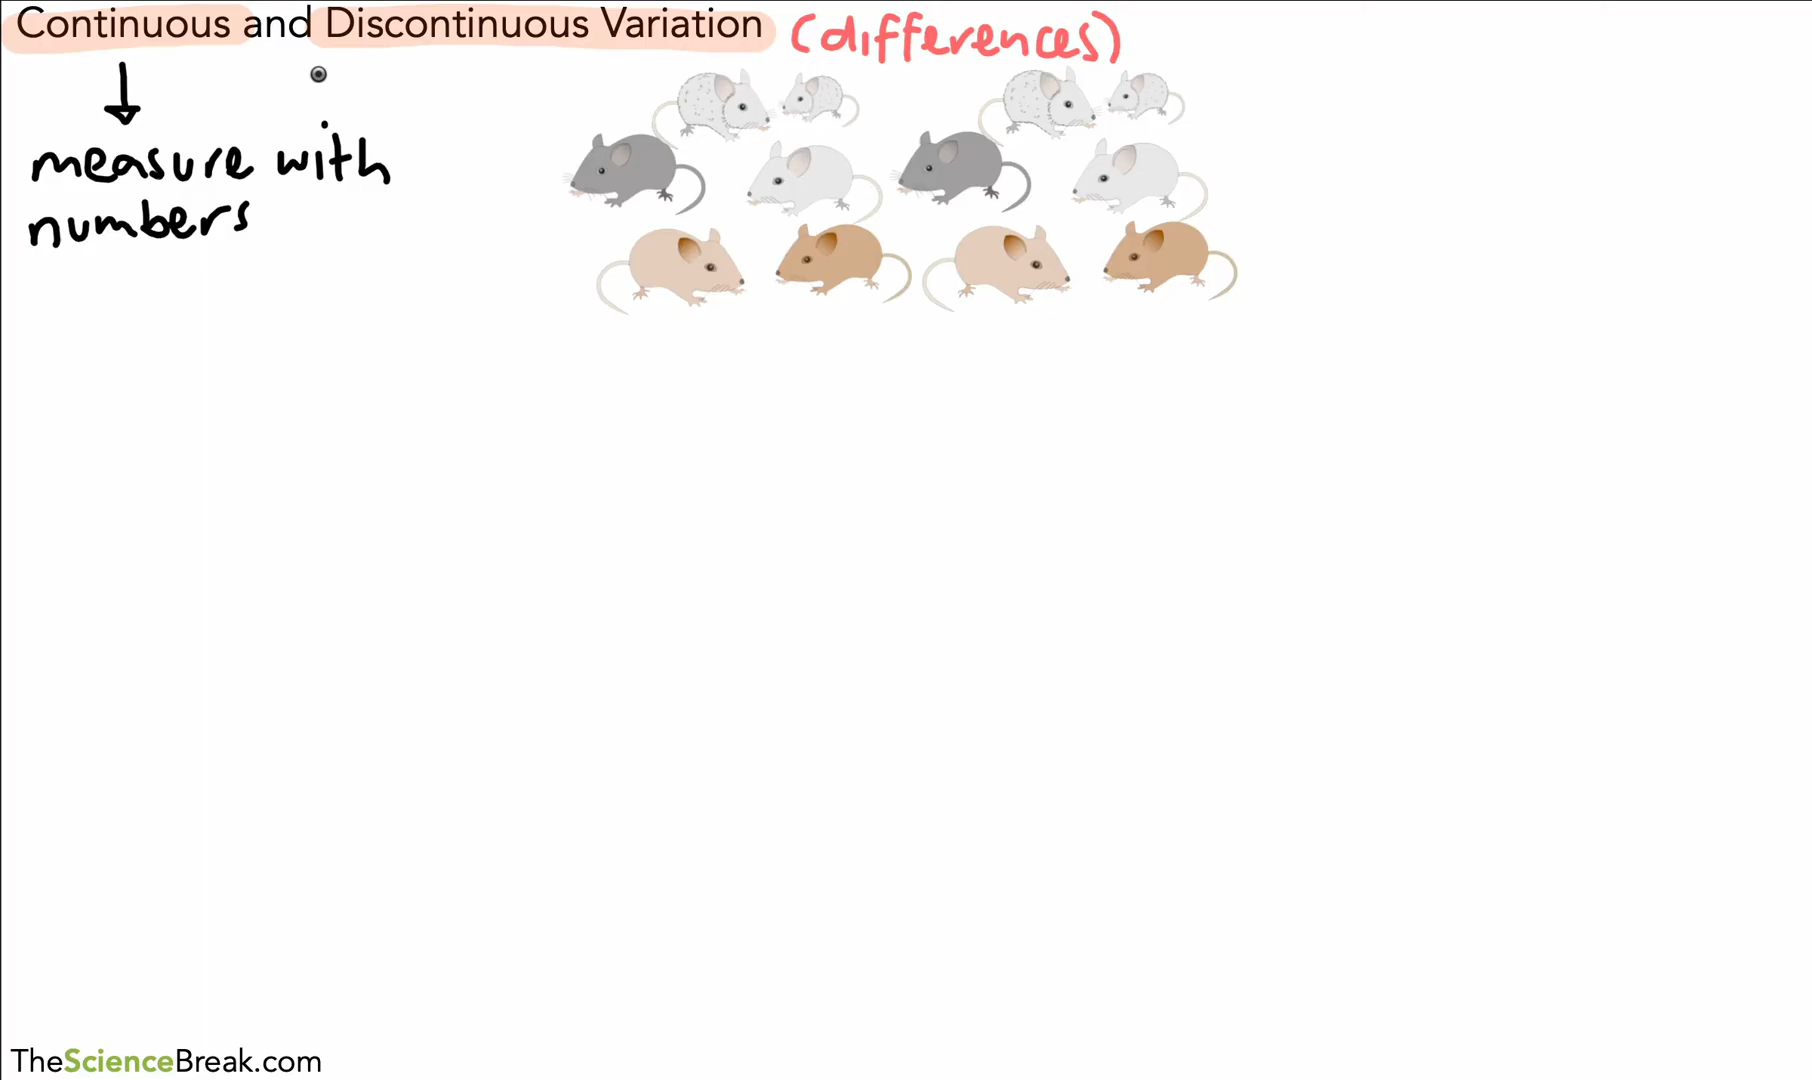 Continuous and Discontinuous Variation (differences)
measure with
numbers
TheScienceBreak.com